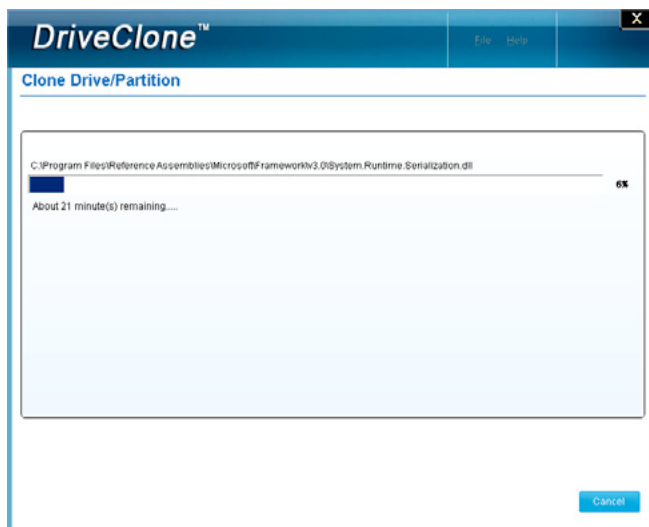 DriveClone™
File Help
X
Clone Drive/Partition
C:\Program Files\Reference Assemblies\Microsoft\Framework\v3.0\System.Runtime.Serialization.dll
6%
About 21 minute(s) remaining.....
Cancel